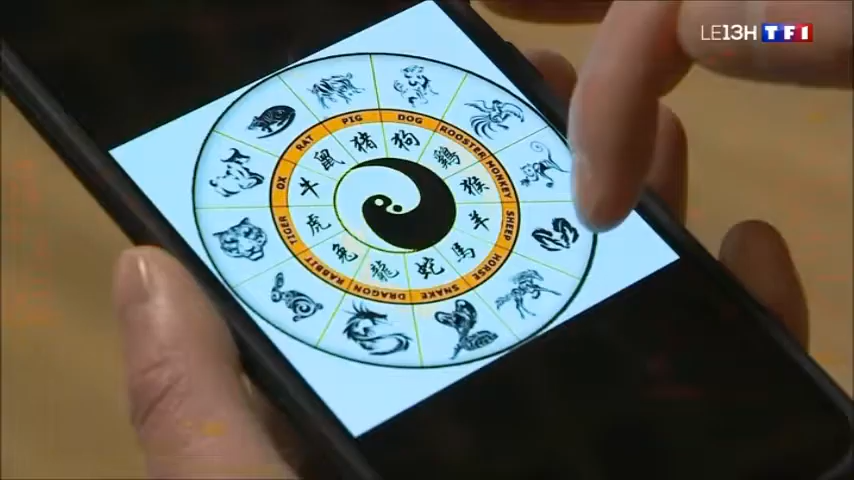 LE13H TF1
PIG
DOG
ROOSTER
MONKEY
SHEEP
HORSE
SNAKE
DRAGON
RABBIT
TIGER
OX
RAT
猪
狗
鷄
猴
羊
馬
蛇
龍
兔
虎
牛
鼠